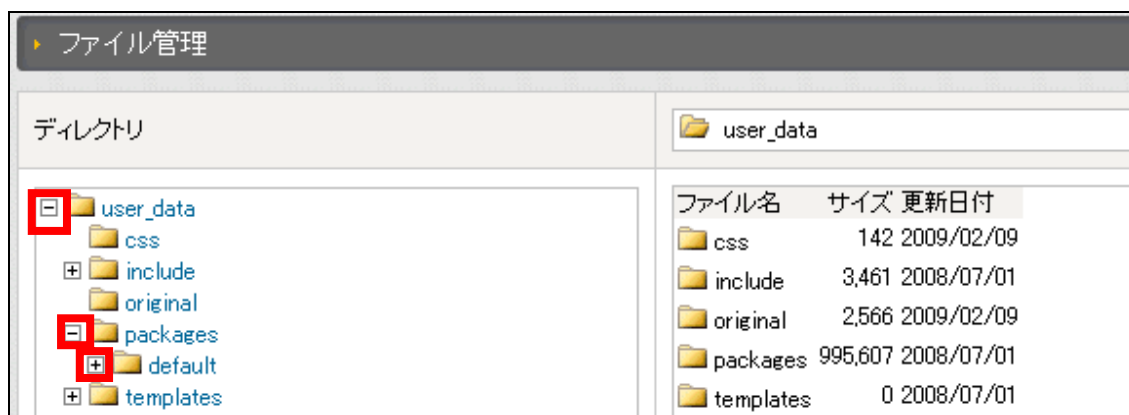 ファイル管理
ディレクトリ
user_data
user_data
css
include
original
packages
default
templates
ファイル名 サイズ 更新日付
css 142 2009/02/09
include 3,461 2008/07/01
original 2,566 2009/02/09
packages 995,607 2008/07/01
templates 0 2008/07/01